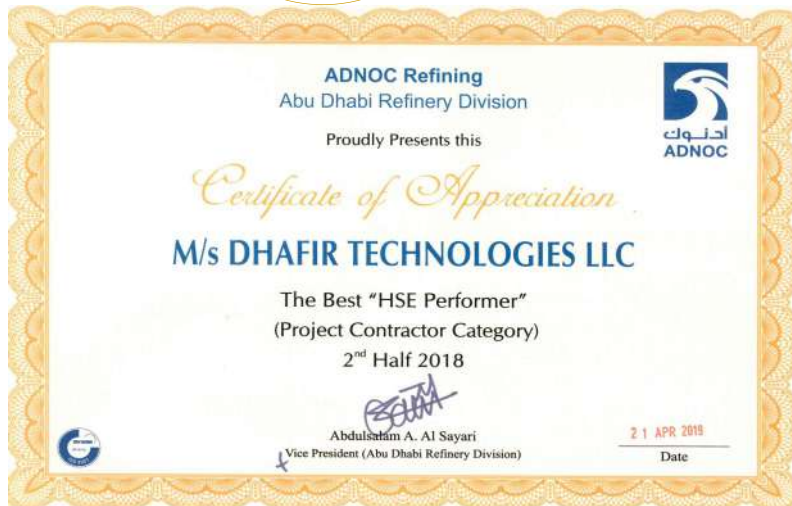 ADNOC Refining
Abu Dhabi Refinery Division
Proudly Presents this
أدنوك
ADNOC
Certificate of Appreciation
M/s DHAFIR TECHNOLOGIES LLC
The Best “HSE Performer”
(Project Contractor Category)
2nd Half 2018
Abdulsalam A. Al Sayari
Vice President (Abu Dhabi Refinery Division)
21 APR 2019
Date